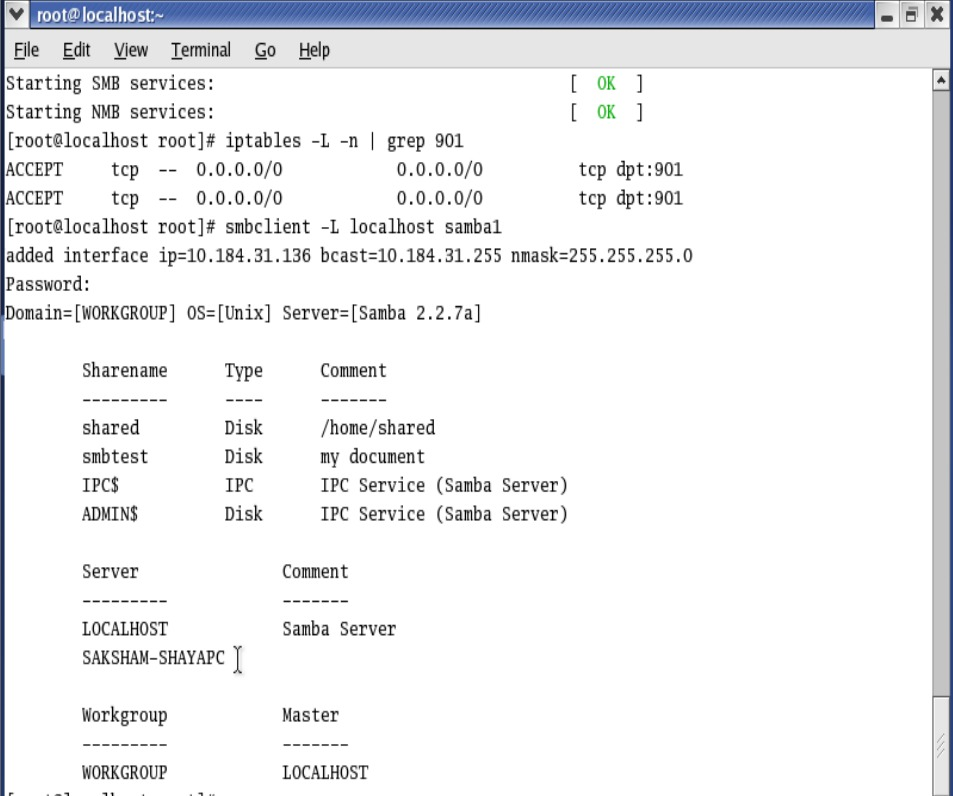 root@localhost:~
File Edit View Terminal Go Help
Starting SMB services: [ OK ]
Starting NMB services: [ OK ]
[root@localhost root]# iptables -L -n | grep 901
ACCEPT tcp -- 0.0.0.0/0 0.0.0.0/0 tcp dpt:901
ACCEPT tcp -- 0.0.0.0/0 0.0.0.0/0 tcp dpt:901
[root@localhost root]# smbclient -L localhost samba1
added interface ip=10.184.31.136 bcast=10.184.31.255 nmask=255.255.255.0
Password:
Domain=[WORKGROUP] OS=[Unix] Server=[Samba 2.2.7a]
Sharename Type Comment
--------- ---- -------
shared Disk /home/shared
smbtest Disk my document
IPC$ IPC IPC Service (Samba Server)
ADMIN$ Disk IPC Service (Samba Server)
Server Comment
--------- -------
LOCALHOST Samba Server
SAKSHAM-SHAYAPC
Workgroup Master
--------- -------
WORKGROUP LOCALHOST